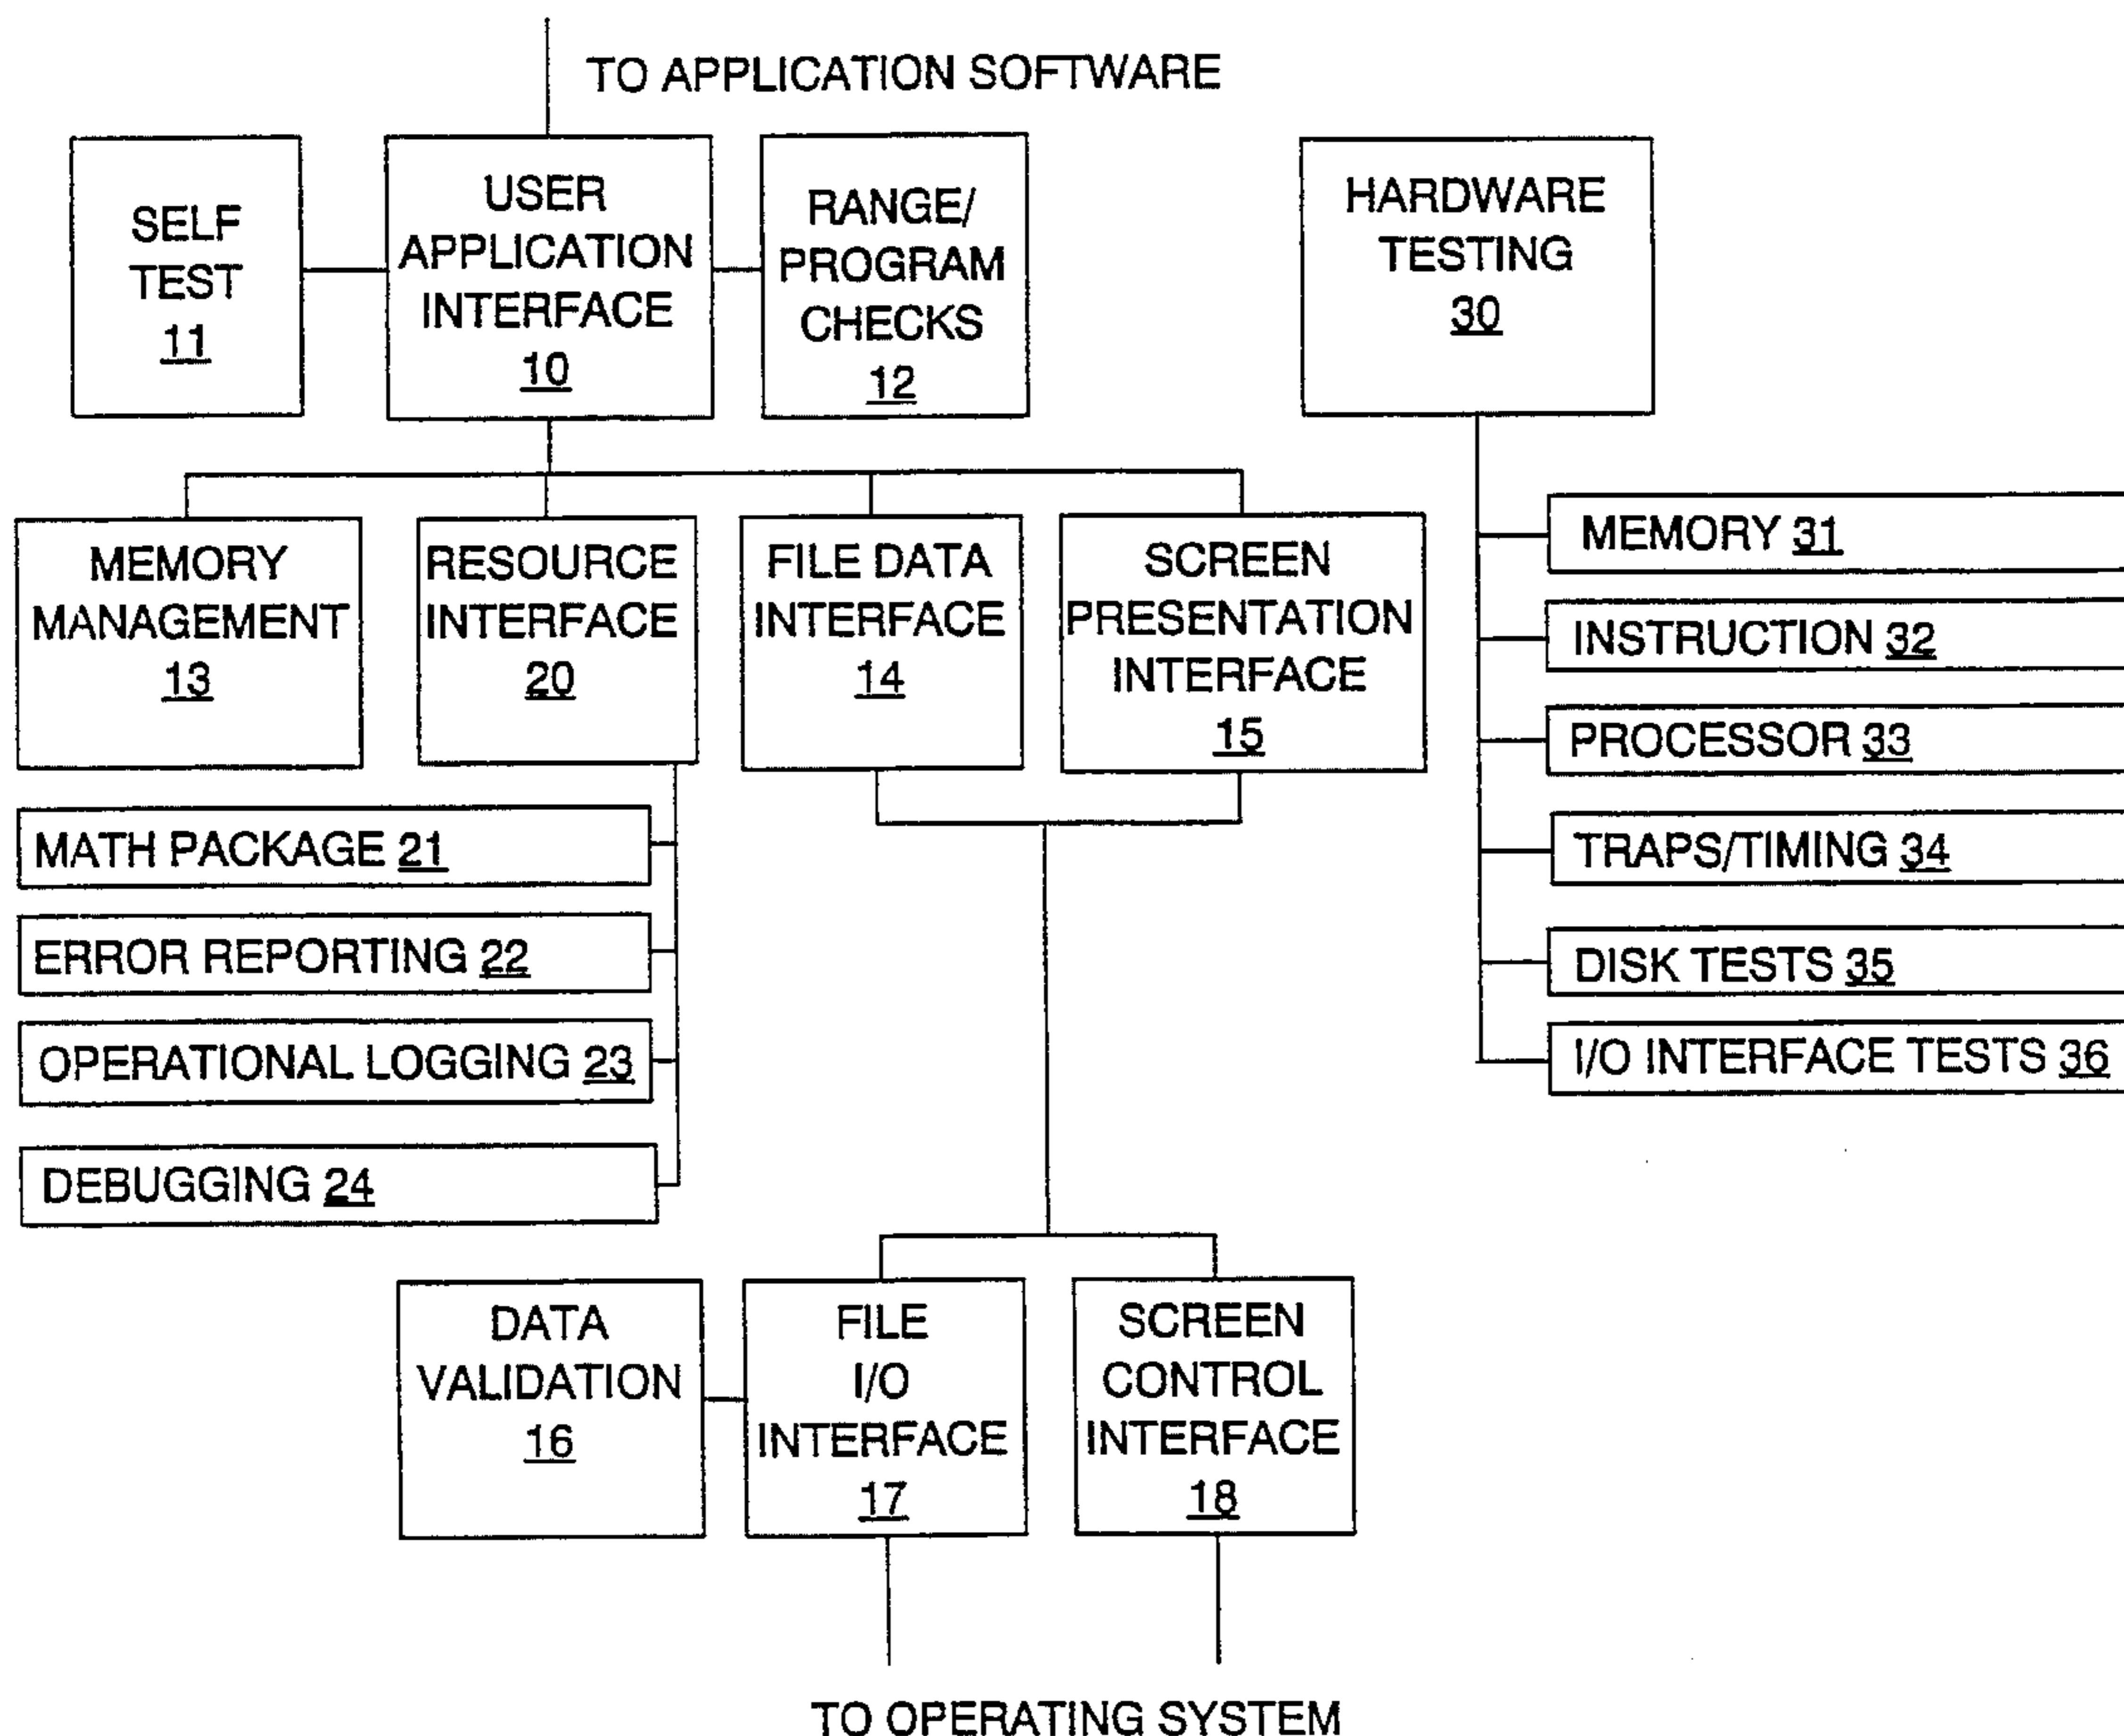 TO APPLICATION SOFTWARE
SELF
TEST
11
USER
APPLICATION
INTERFACE
10
RANGE/
PROGRAM
CHECKS
12
HARDWARE
TESTING
30
MEMORY
MANAGEMENT
13
RESOURCE
INTERFACE
20
FILE DATA
INTERFACE
14
SCREEN
PRESENTATION
INTERFACE
15
MEMORY 31
INSTRUCTION 32
PROCESSOR 33
TRAPS/TIMING 34
DISK TESTS 35
I/O INTERFACE TESTS 36
MATH PACKAGE 21
ERROR REPORTING 22
OPERATIONAL LOGGING 23
DEBUGGING 24
DATA
VALIDATION
16
FILE
I/O
INTERFACE
17
SCREEN
CONTROL
INTERFACE
18
TO OPERATING SYSTEM